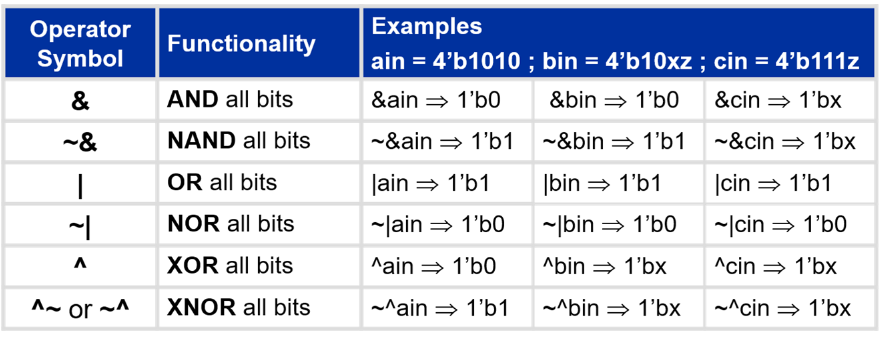 Operator Symbol Functionality Examples
ain = 4’b1010 ; bin = 4’b10xz ; cin = 4’b111z
& AND all bits &ain ⇒ 1’b0 &bin ⇒ 1’b0 &cin ⇒ 1’bx
~& NAND all bits ~&ain ⇒ 1’b1 ~&bin ⇒ 1’b1 ~&cin ⇒ 1’bx
| OR all bits |ain ⇒ 1’b1 |bin ⇒ 1’b1 |cin ⇒ 1’b1
~| NOR all bits ~|ain ⇒ 1’b0 ~|bin ⇒ 1’b0 ~|cin ⇒ 1’b0
^ XOR all bits ^ain ⇒ 1’b0 ^bin ⇒ 1’bx ^cin ⇒ 1’bx
^~ or ~^ XNOR all bits ~^ain ⇒ 1’b1 ~^bin ⇒ 1’bx ~^cin ⇒ 1’bx